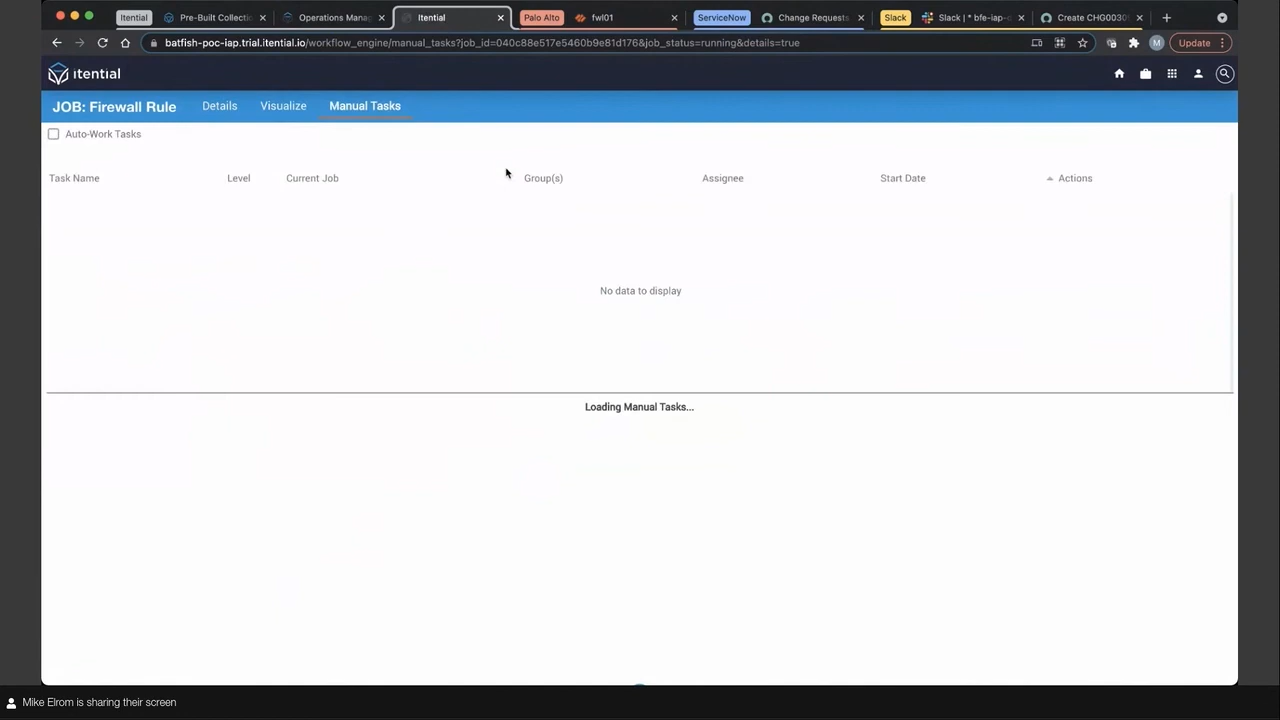 Itential
Pre-Built Collectio
Operations Manag
Itential
Palo Alto
fwl01
ServiceNow
Change Requests
Slack
Slack | * bfe-iap-d
Create CHG0030
batfish-poc-iap.trial.itential.io/workflow_engine/manual_tasks?job_id=040c88e517e5460b9e81d176&job_status=running&details=true
M
Update
itential
JOB: Firewall Rule
Details
Visualize
Manual Tasks
Auto-Work Tasks
Task Name
Level
Current Job
Group(s)
Assignee
Start Date
Actions
No data to display
Loading Manual Tasks...
Mike Elrom is sharing their screen